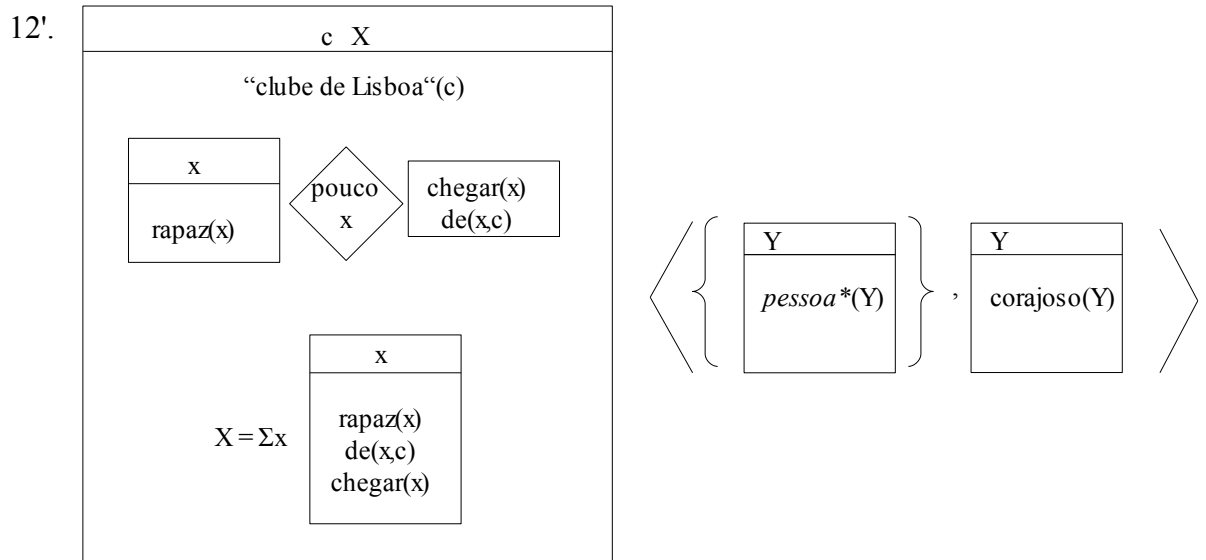 12'.
c X
“clube de Lisboa“(c)
x
rapaz(x)
pouco
x
chegar(x)
de(x,c)
X = Σx
x
rapaz(x)
de(x,c)
chegar(x)
Y
pessoa*(Y)
,
Y
corajoso(Y)